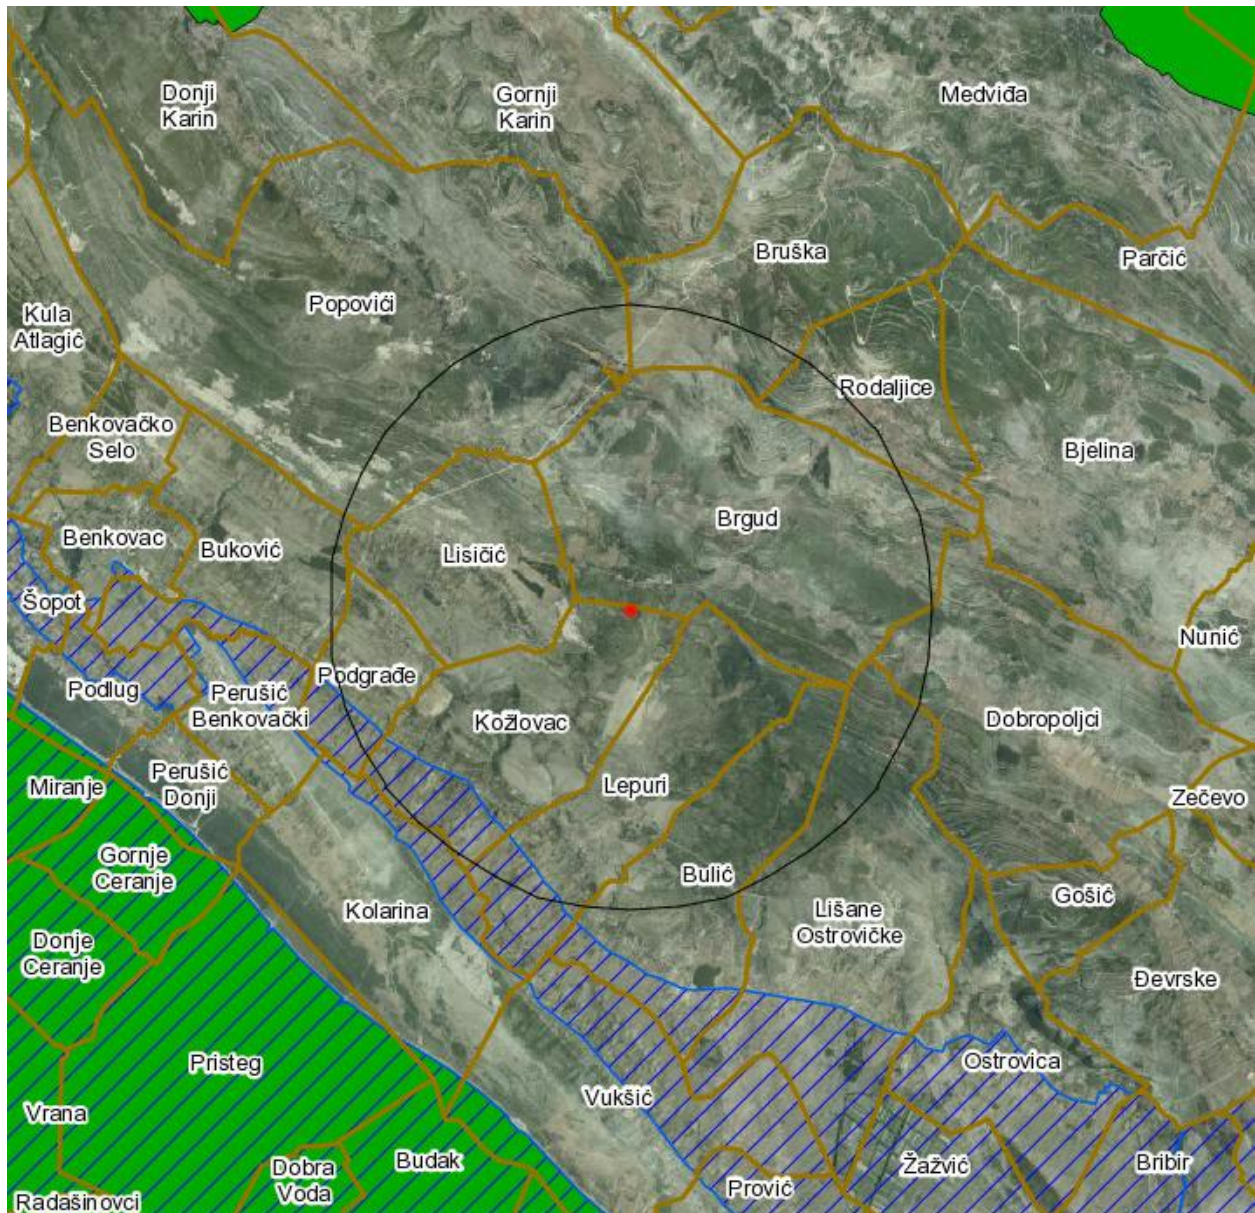 Donji
Karin
Gornji
Karin
Medviđa
Bruška
Parčić
Popovići
Kula
Atlagić
Rodaljice
Benkovačko
Selo
Bjelina
Brgud
Benkovac
Buković
Lisičić
Šopot
Nunić
Podgrađe
Podlug
Perušić
Benkovački
Kožlovac
Dobropoljci
Perušić
Donji
Miranje
Lepuri
Zečevo
Gornje
Ceranje
Bulić
Gošić
Kolarina
Lišane
Ostrovičke
Donje
Ceranje
Đevrske
Pristeg
Ostrovica
Vukšić
Vrana
Budak
Žažvić
Bribir
Dobra
Voda
Prović
Radašinovci